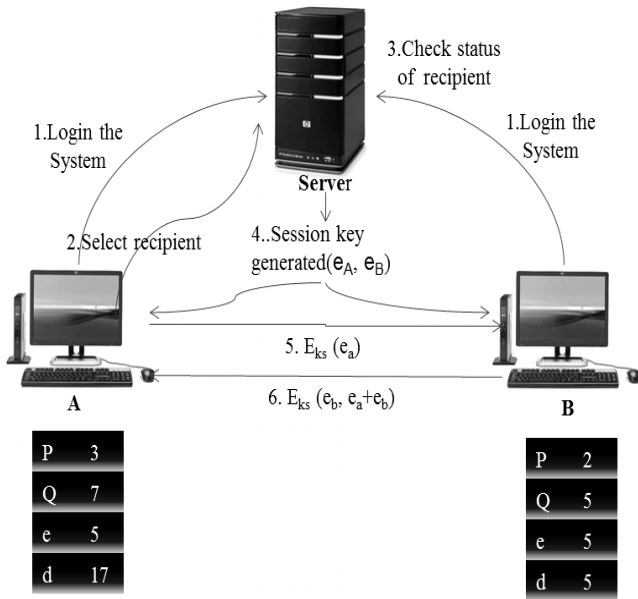 3.Check status
of recipient
1.Login the
System
1.Login the
System
Server
2.Select recipient
4..Session key
generated(eA, eB)
5. Eks (ea)
6. Eks (eb, ea+eb)
A
B
P 3
Q 7
e 5
d 17
P 2
Q 5
e 5
d 5